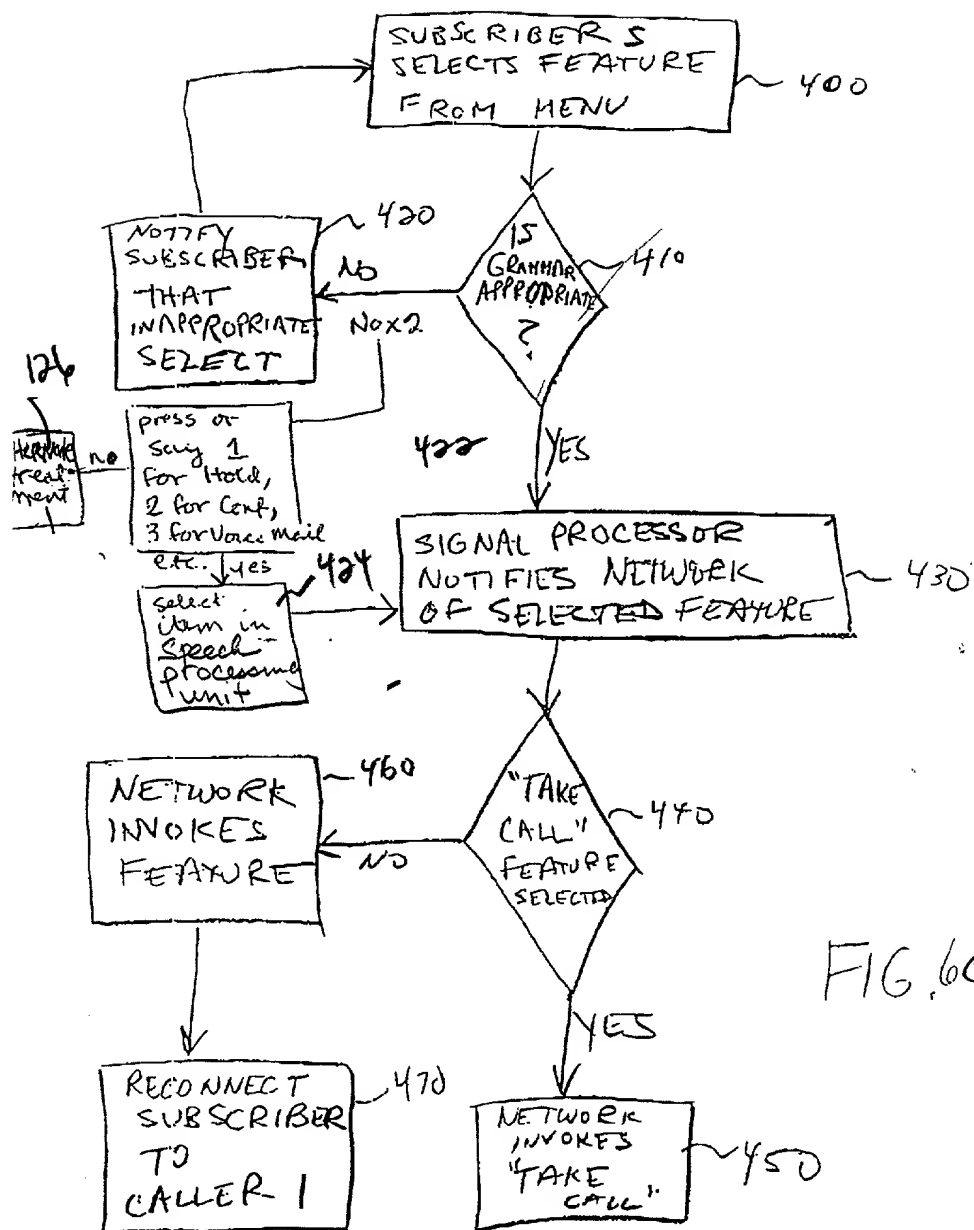 SUBSCRIBER S
SELECTS FEATURE
FROM MENU
400
IS
GRAMMAR
APPROPRIATE
?
410
NO
NOX2
420
NOTIFY
SUBSCRIBER
THAT
INAPPROPRIATE
SELECT
126
treat-
ment
no
press or
say 1
for Hold,
2 for Conf,
3 for Voice Mail
etc.
yes
422
YES
424
select
item in
speech
processing
unit
SIGNAL PROCESSOR
NOTIFIES NETWORK
OF SELECTED FEATURE
430
"TAKE
CALL"
FEATURE
SELECTED
440
NO
460
NETWORK
INVOKES
FEATURE
FIG. 6C
YES
RECONNECT
SUBSCRIBER
TO
CALLER 1
470
NETWORK
INVOKES
"TAKE
CALL"
450